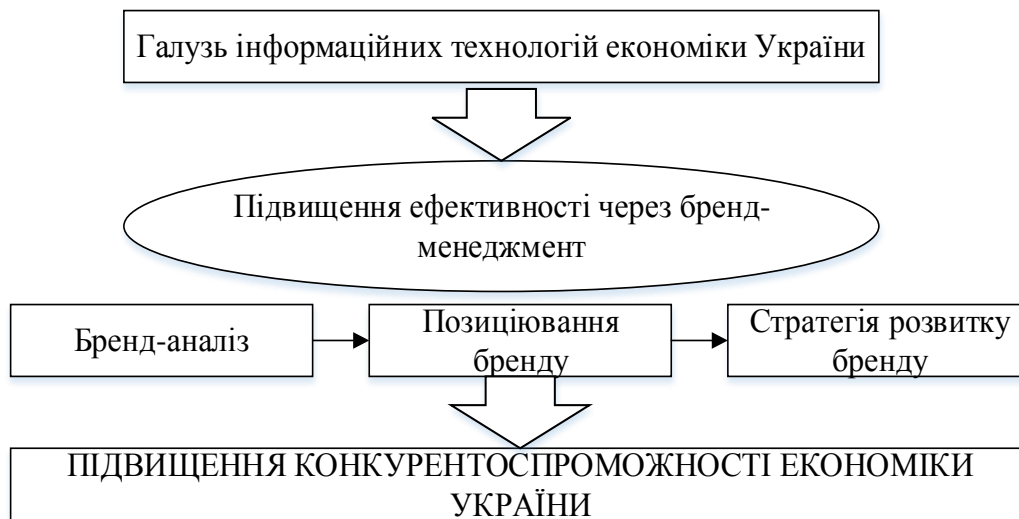 Галузь інформаційних технологій економіки України
Підвищення ефективності через бренд-
менеджмент
Бренд-аналіз
Позиціювання
бренду
Стратегія розвитку
бренду
ПІДВИЩЕННЯ КОНКУРЕНТОСПРОМОЖНОСТІ ЕКОНОМІКИ
УКРАЇНИ